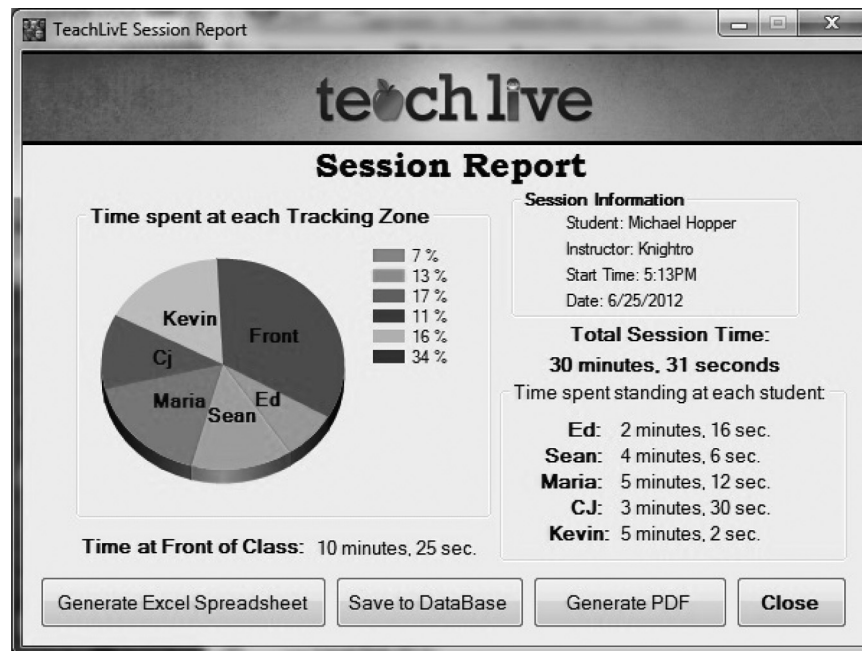 TeachLivE Session Report
teach live
Session Report
Time spent at each Tracking Zone
7 %
13 %
17 %
11 %
16 %
34 %
Kevin
Front
Cj
Maria
Ed
Sean
Time at Front of Class: 10 minutes, 25 sec.
Session Information
Student: Michael Hopper
Instructor: Knightro
Start Time: 5:13PM
Date: 6/25/2012
Total Session Time:
30 minutes, 31 seconds
Time spent standing at each student:
Ed: 2 minutes, 16 sec.
Sean: 4 minutes, 6 sec.
Maria: 5 minutes, 12 sec.
CJ: 3 minutes, 30 sec.
Kevin: 5 minutes, 2 sec.
Generate Excel Spreadsheet
Save to DataBase
Generate PDF
Close